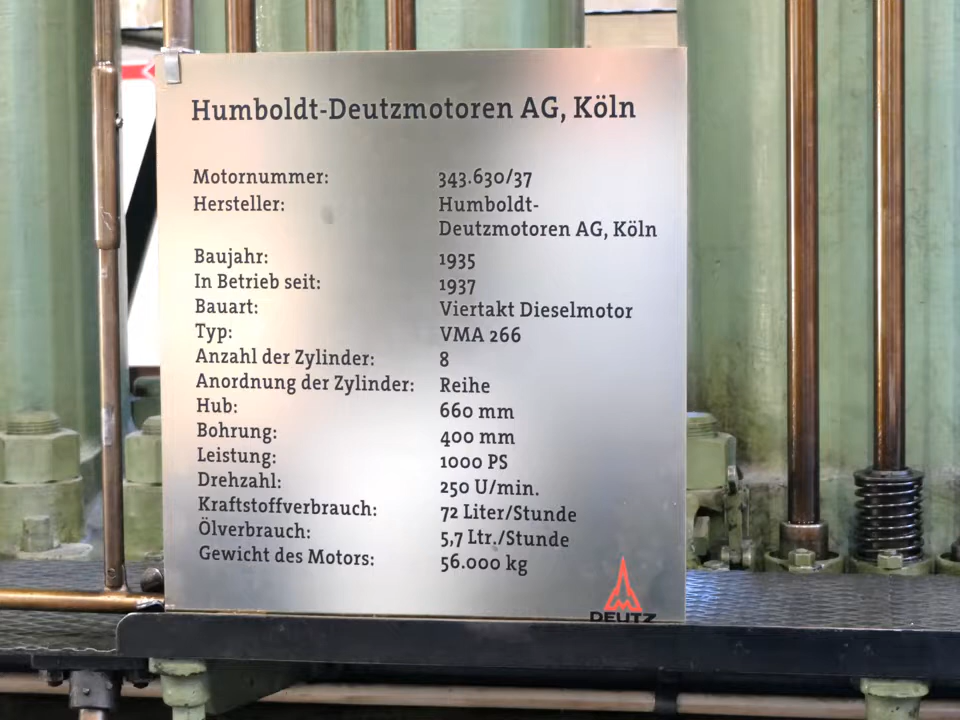 Humboldt-Deutzmotoren AG, Köln
Motornummer: 343.630/37
Hersteller: Humboldt-
Deutzmotoren AG, Köln
Baujahr: 1935
In Betrieb seit: 1937
Bauart: Viertakt Dieselmotor
Typ: VMA 266
Anzahl der Zylinder: 8
Anordnung der Zylinder: Reihe
Hub: 660 mm
Bohrung: 400 mm
Leistung: 1000 PS
Drehzahl: 250 U/min.
Kraftstoffverbrauch: 72 Liter/Stunde
Ölverbrauch: 5,7 Ltr./Stunde
Gewicht des Motors: 56.000 kg
DEUTZ